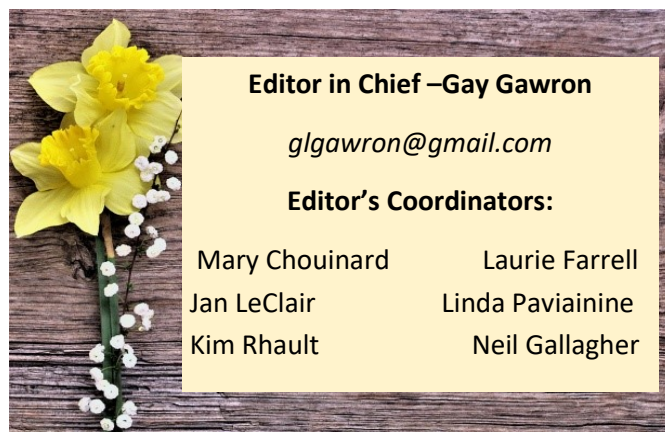 Editor in Chief –Gay Gawron
glgawron@gmail.com
Editor’s Coordinators:
Mary Chouinard Laurie Farrell
Jan LeClair Linda Paviainine
Kim Rhault Neil Gallagher